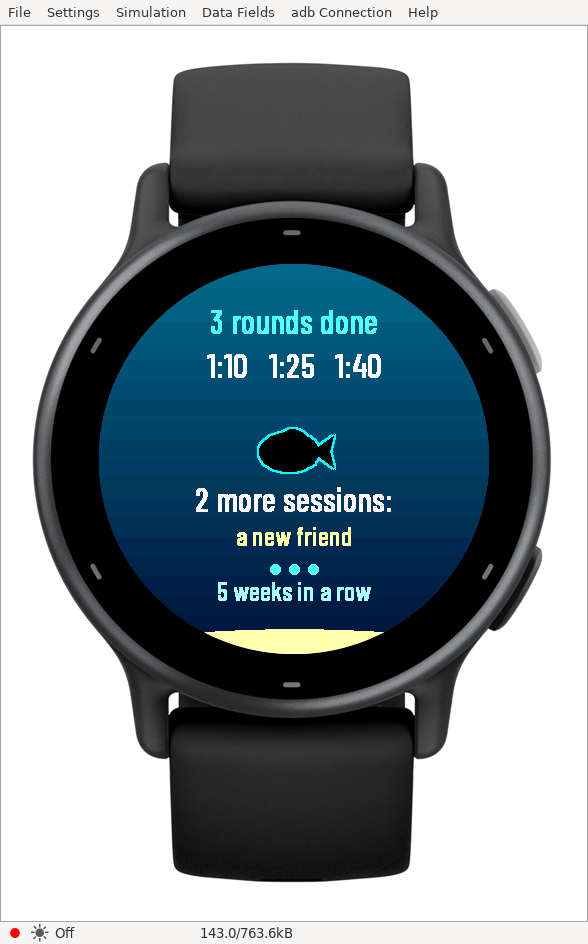 File Settings Simulation Data Fields adb Connection Help
3 rounds done
1:10 1:25 1:40
2 more sessions:
a new friend
5 weeks in a row
Off 143.0/763.6kB